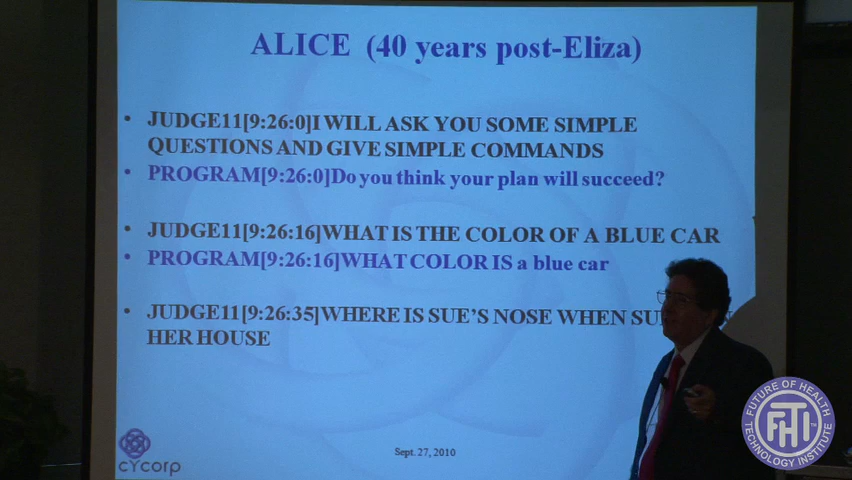 ALICE (40 years post-Eliza)
• JUDGE11[9:26:0]I WILL ASK YOU SOME SIMPLE
QUESTIONS AND GIVE SIMPLE COMMANDS
• PROGRAM[9:26:0]Do you think your plan will succeed?
• JUDGE11[9:26:16]WHAT IS THE COLOR OF A BLUE CAR
• PROGRAM[9:26:16]WHAT COLOR IS a blue car
• JUDGE11[9:26:35]WHERE IS SUE'S NOSE WHEN
HER HOUSE
cYcorp
Sept. 27, 2010
FUTURE OF HEALTH
FHTI
TM
TECHNOLOGY INSTITUTE